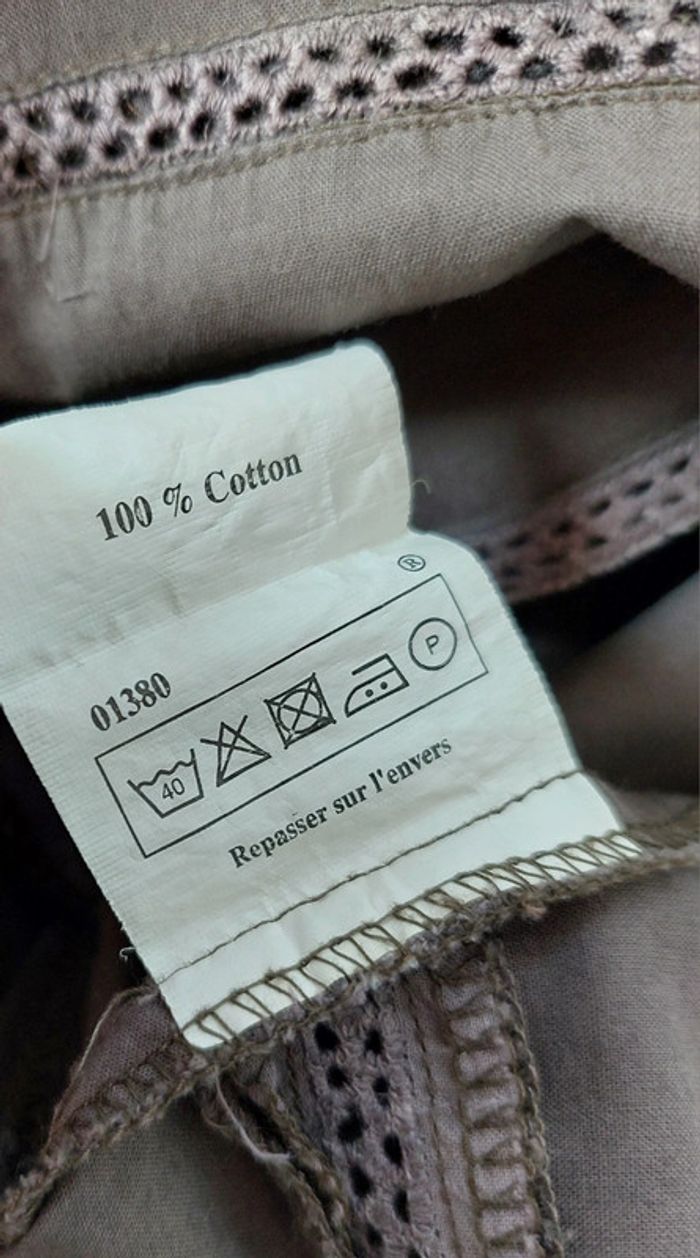 100 % Cotton
®
01380
40 P
Repasser sur l'envers